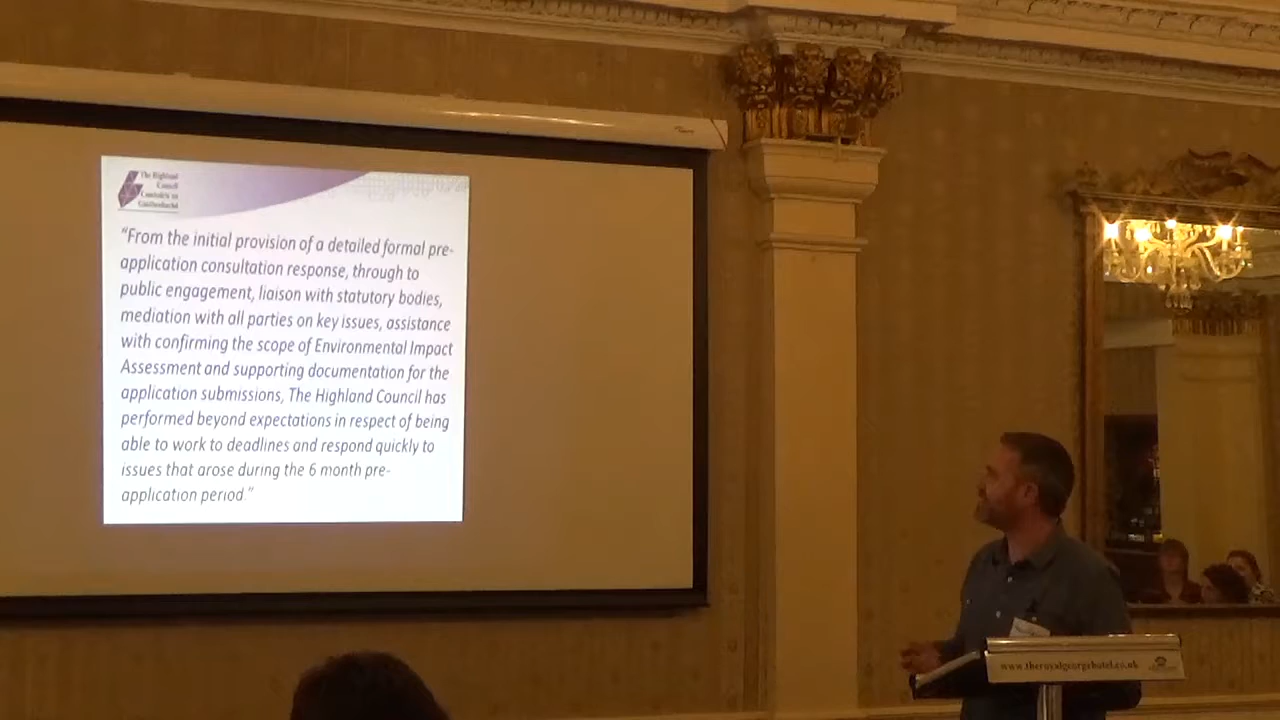 The Highland
Council
Comhairle na
Gàidhealtachd
“From the initial provision of a detailed formal pre-
application consultation response, through to
public engagement, liaison with statutory bodies,
mediation with all parties on key issues, assistance
with confirming the scope of Environmental Impact
Assessment and supporting documentation for the
application submissions, The Highland Council has
performed beyond expectations in respect of being
able to work to deadlines and respond quickly to
issues that arose during the 6 month pre-
application period.”
www.theroyalgeorgehotel.co.uk